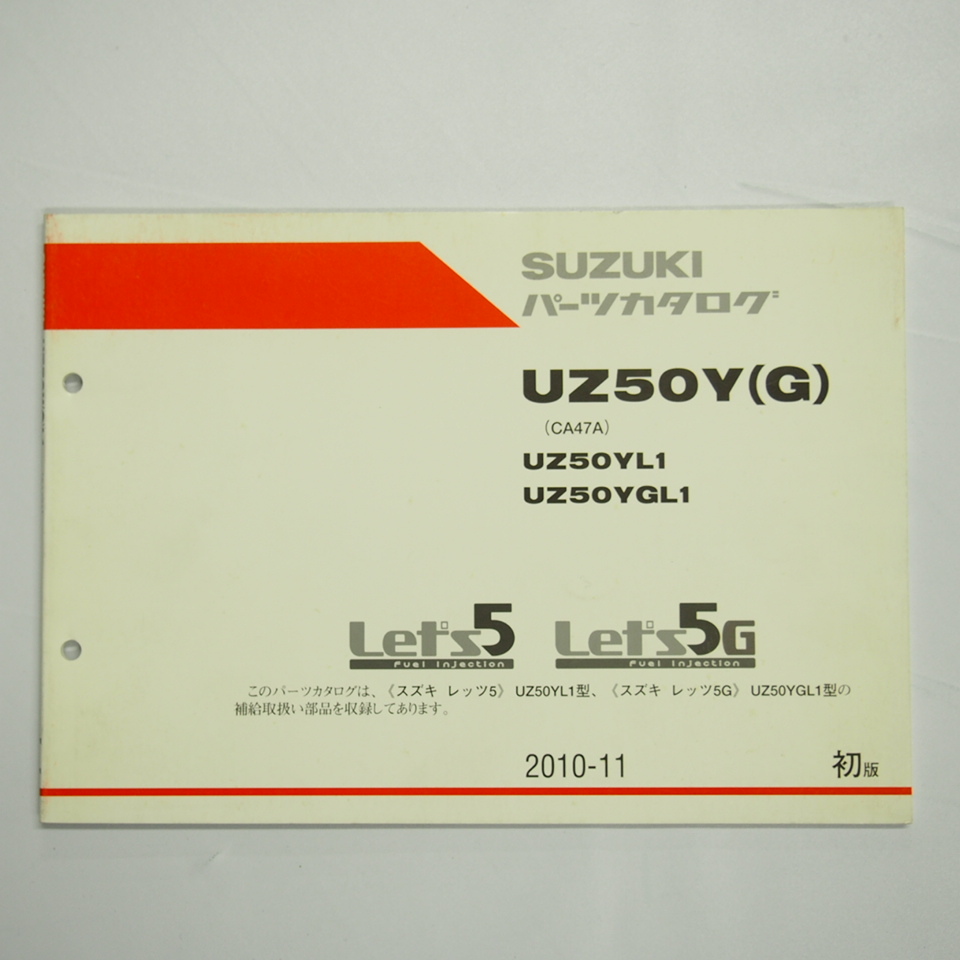 SUZUKI
パーツカタログ
UZ50Y(G)
(CA47A)
UZ50YL1
UZ50YGL1
Let's5 Let's5G
Fuel Injection Fuel Injection
このパーツカタログは、《スズキ レッツ5》 UZ50YL1型、《スズキ レッツ5G》 UZ50YGL1型の
補給取扱い部品を収録してあります。
2010-11 初版